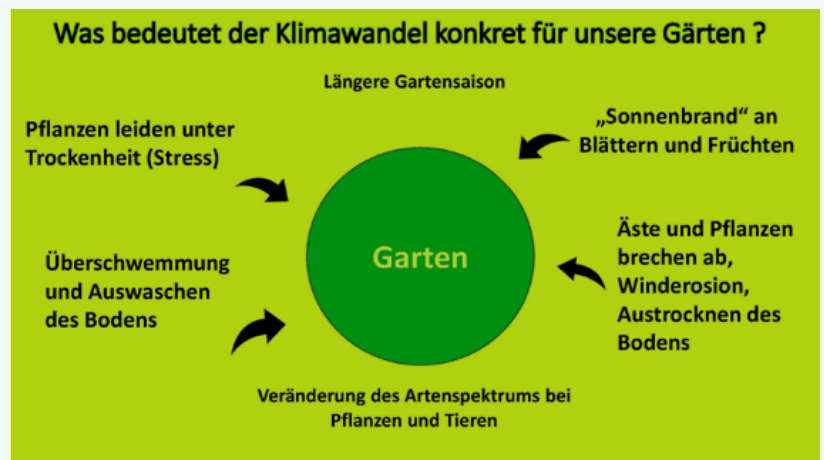 Was bedeutet der Klimawandel konkret für unsere Gärten ?
Längere Gartensaison
Pflanzen leiden unter
Trockenheit (Stress)
„Sonnenbrand“ an
Blättern und Früchten
Garten
Überschwemmung
und Auswaschen
des Bodens
Äste und Pflanzen
brechen ab,
Winderosion,
Austrocknen des
Bodens
Veränderung des Artenspektrums bei
Pflanzen und Tieren